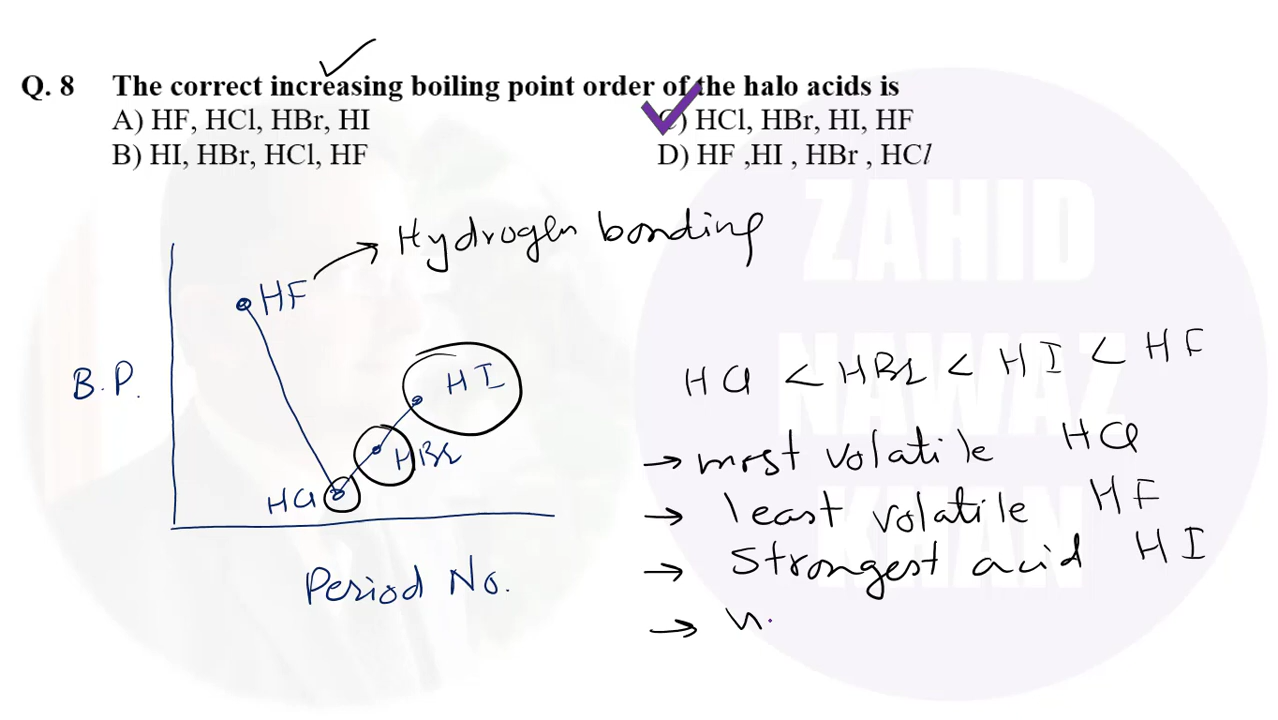 Q. 8 The correct increasing boiling point order of the halo acids is
A) HF, HCl, HBr, HI
C) HCl, HBr, HI, HF
B) HI, HBr, HCl, HF
D) HF ,HI , HBr , HCl
Hydrogen bonding
HF
B.P.
HI
HBr
HCl
Period No.
HCl < HBr < HI < HF
→ most volatile HCl
→ least volatile HF
→ Strongest acid HI
→
ZAHID
NAWAZ
KHAN